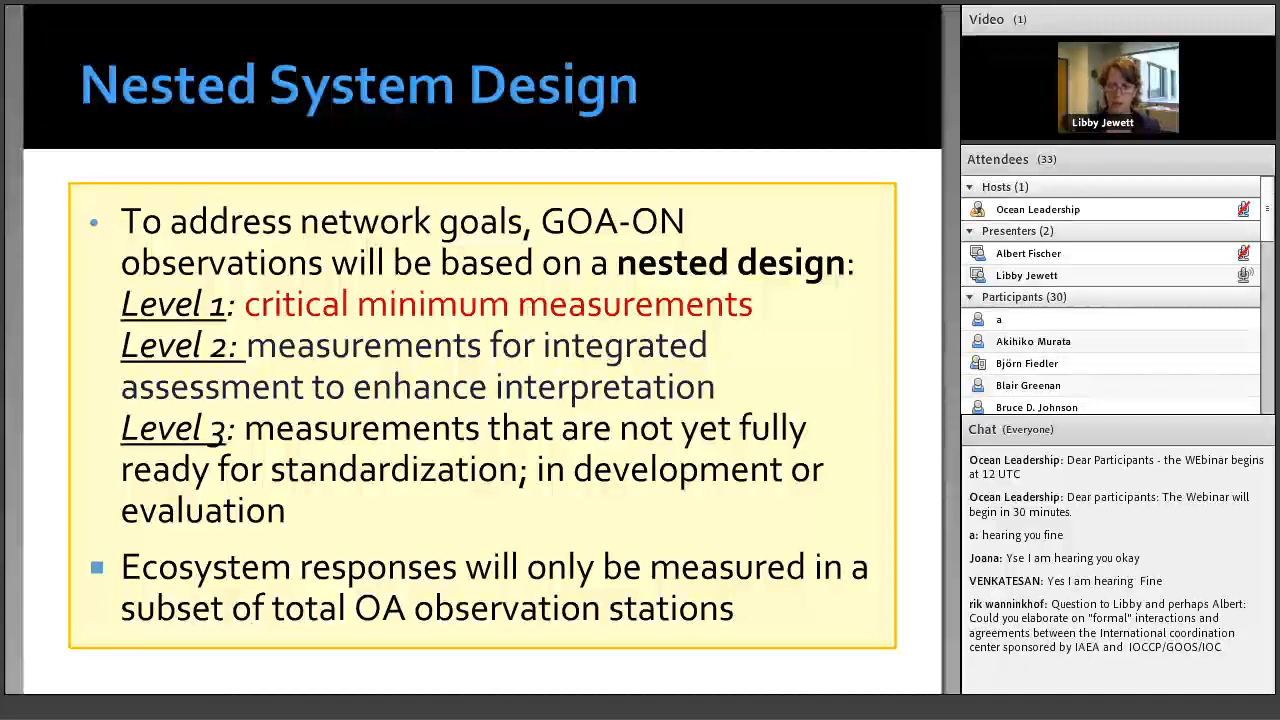 Nested System Design
• To address network goals, GOA-ON
observations will be based on a nested design:
Level 1: critical minimum measurements
Level 2: measurements for integrated
assessment to enhance interpretation
Level 3: measurements that are not yet fully
ready for standardization; in development or
evaluation
▪ Ecosystem responses will only be measured in a
subset of total OA observation stations
Video (1)
Libby Jewett
Attendees (33)
Hosts (1)
Ocean Leadership
Presenters (2)
Albert Fischer
Libby Jewett
Participants (30)
a
Akihiko Murata
Björn Fiedler
Blair Greenan
Bruce D. Johnson
Chat (Everyone)
Ocean Leadership: Dear Participants - the WEbinar begins
at 12 UTC
Ocean Leadership: Dear participants: The Webinar will
begin in 30 minutes.
a: hearing you fine
Joana: Yse I am hearing you okay
VENKATESAN: Yes I am hearing Fine
rik wanninkhof: Question to Libby and perhaps Albert:
Could you elaborate on "formal" interactions and
agreements between the International coordination
center sponsored by IAEA and IOCCP/GOOS/IOC